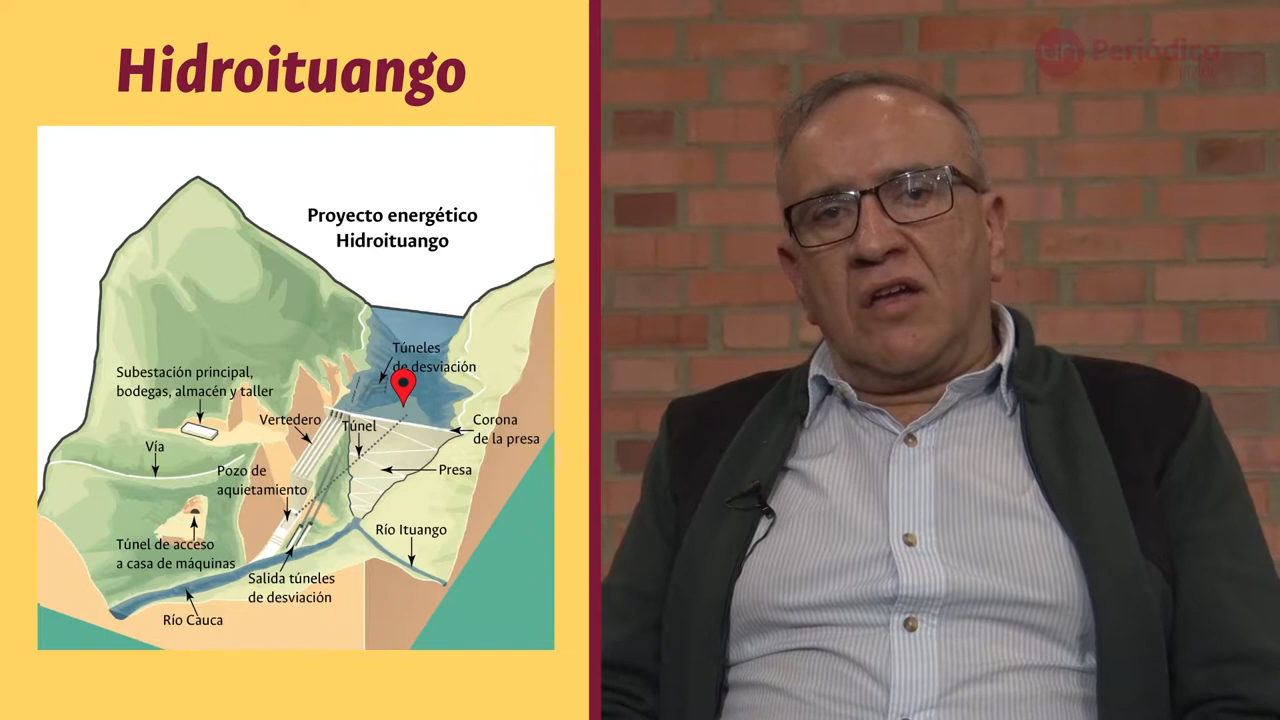 Hidroituango
Proyecto energético
Hidroituango
Túneles
de desviación
Subestación principal,
bodegas, almacén y taller
Vertedero
Túnel
Corona
de la presa
Vía
Pozo de
aquietamiento
Presa
Río Ituango
Túnel de acceso
a casa de máquinas
Salida túneles
de desviación
Río Cauca
Periódico